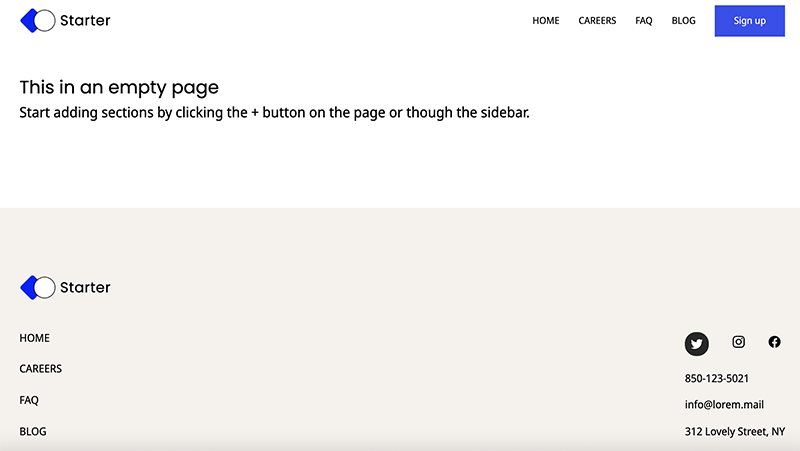 Starter
HOME CAREERS FAQ BLOG Sign up
This in an empty page
Start adding sections by clicking the + button on the page or though the sidebar.
Starter
HOME
CAREERS
FAQ
BLOG
850-123-5021
info@lorem.mail
312 Lovely Street, NY